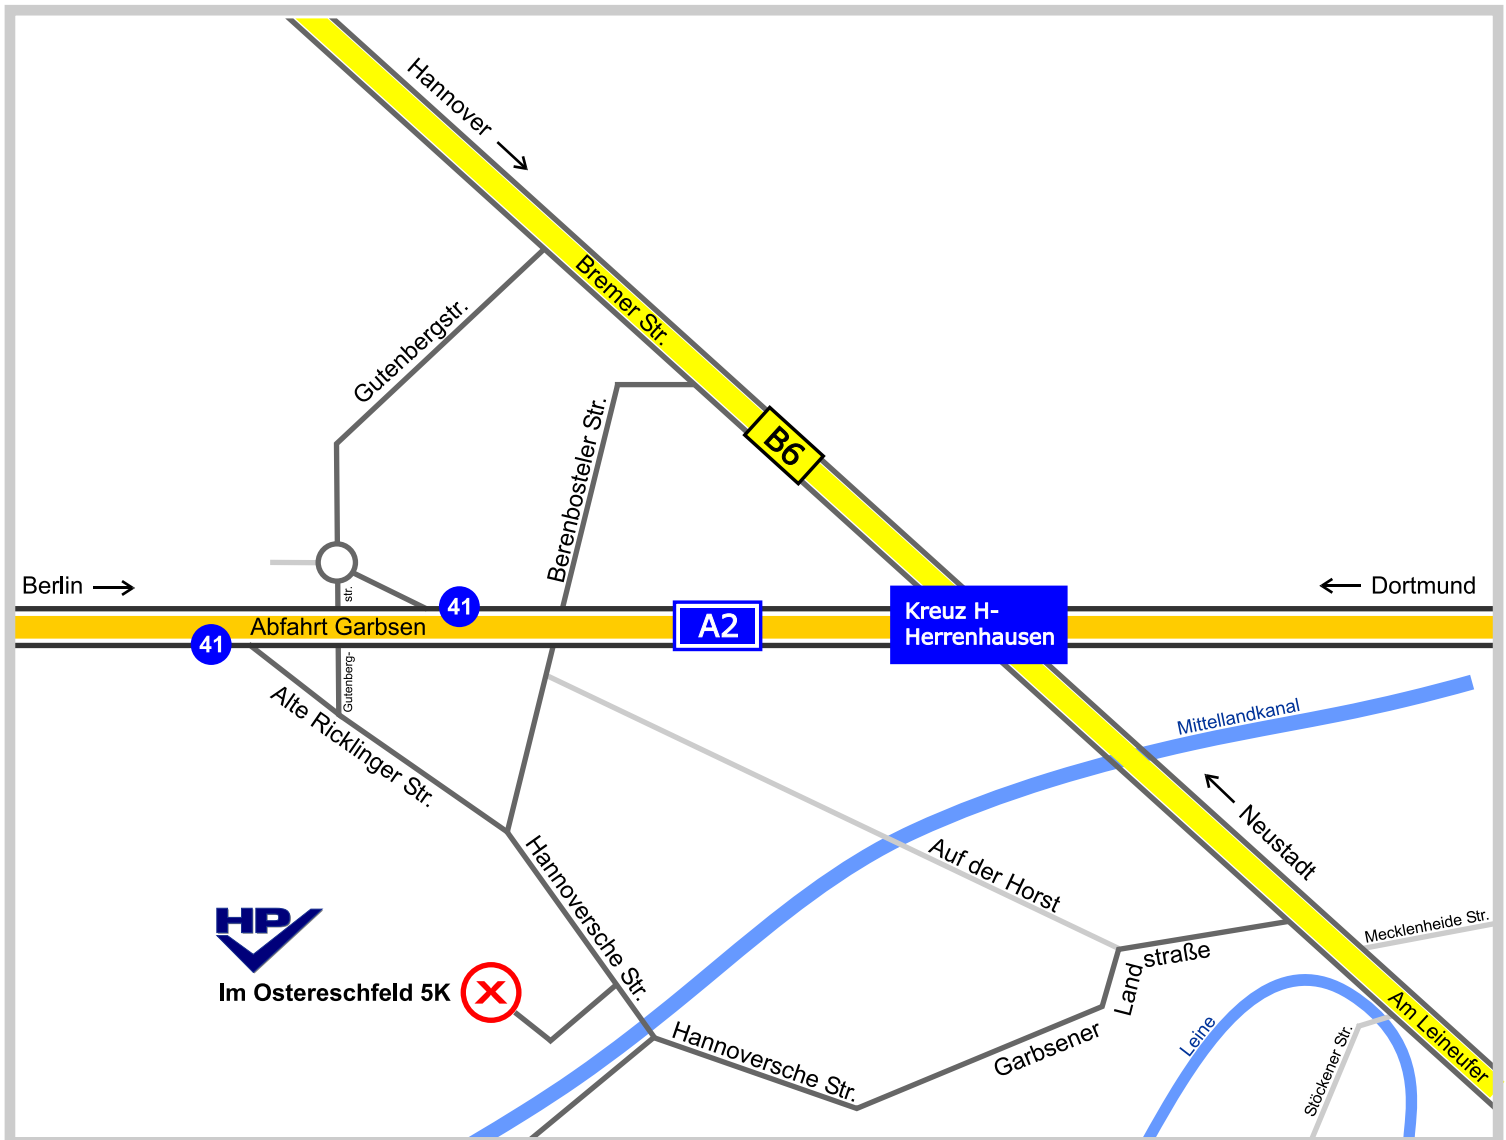 Hannover
Bremer Str.
Gutenbergstr.
Berenbosteler Str.
B6
Berlin
Dortmund
str.
41
Abfahrt Garbsen
A2
Kreuz H-
Herrenhausen
41
Gutenberg-
Alte Ricklinger Str.
Mittellandkanal
Neustadt
Auf der Horst
Hannoversche Str.
Mecklenheide Str.
HP
Im Ostereschfeld 5K
X
Land
straße
Garbsener
Hannoversche Str.
Leine
Am Leineufer
Stöckener Str.